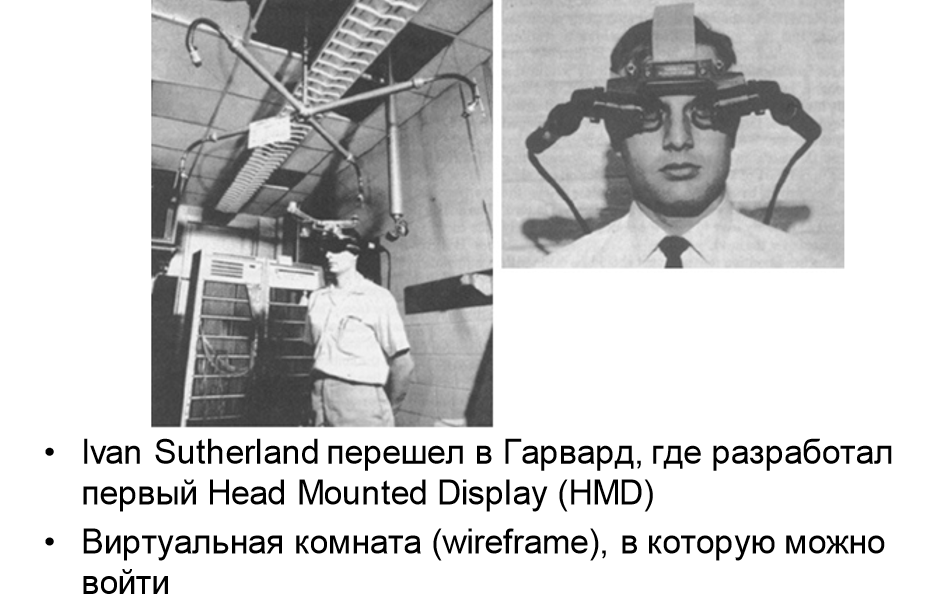 • Ivan Sutherland перешел в Гарвард, где разработал
первый Head Mounted Display (HMD)
• Виртуальная комната (wireframe), в которую можно
войти